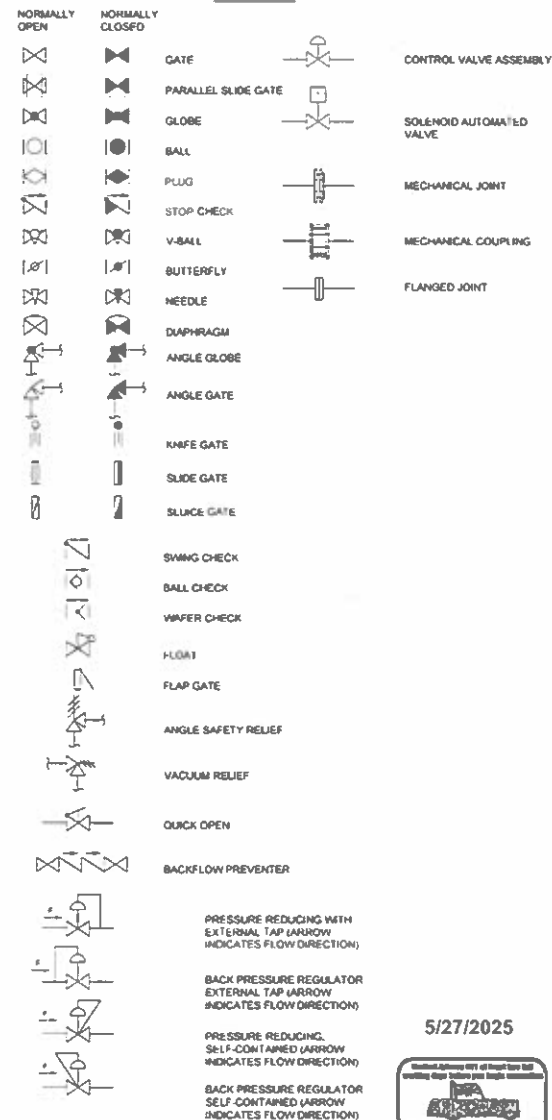 NORMALLY OPEN
NORMALLY CLOSED
GATE
PARALLEL SLIDE GATE
GLOBE
BALL
PLUG
STOP CHECK
V-BALL
BUTTERFLY
NEEDLE
DIAPHRAGM
ANGLE GLOBE
ANGLE GATE
KNIFE GATE
SLIDE GATE
SLUICE GATE
SWING CHECK
BALL CHECK
WAFER CHECK
FLOAT
FLAP GATE
ANGLE SAFETY RELIEF
VACUUM RELIEF
QUICK OPEN
BACKFLOW PREVENTER
PRESSURE REDUCING WITH
EXTERNAL TAP (ARROW
INDICATES FLOW DIRECTION)
BACK PRESSURE REGULATOR
EXTERNAL TAP (ARROW
INDICATES FLOW DIRECTION)
PRESSURE REDUCING,
SELF-CONTAINED (ARROW
INDICATES FLOW DIRECTION)
BACK PRESSURE REGULATOR
SELF-CONTAINED (ARROW
INDICATES FLOW DIRECTION)
CONTROL VALVE ASSEMBLY
SOLENOID AUTOMATED
VALVE
MECHANICAL JOINT
MECHANICAL COUPLING
FLANGED JOINT
5/27/2025
working days before you begin